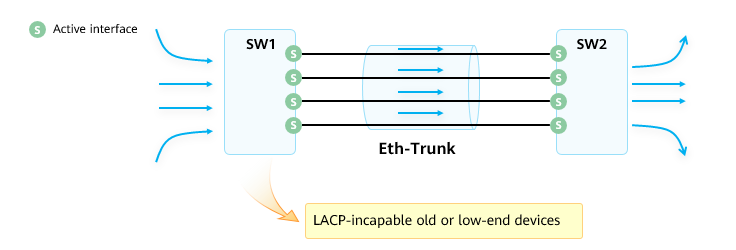 S Active interface
SW1
SW2
S S
S S
S S
S S
Eth-Trunk
LACP-incapable old or low-end devices